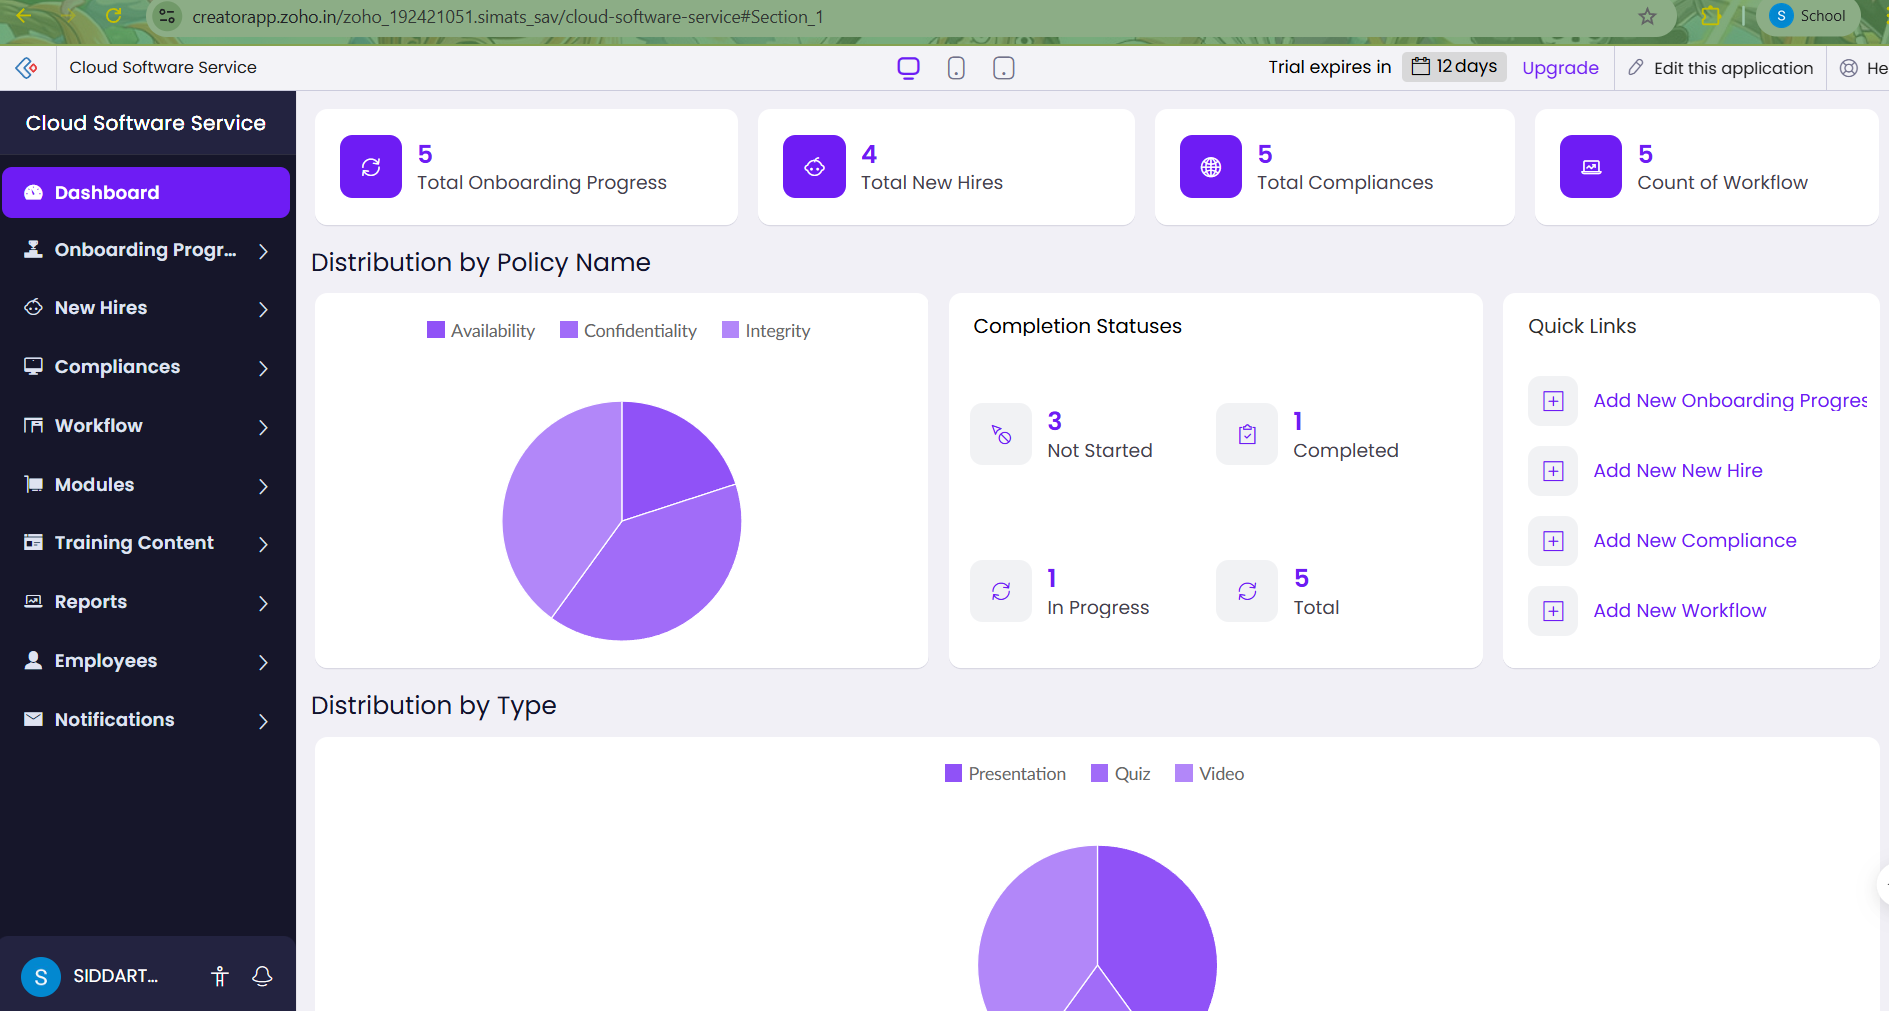 creatorapp.zoho.in/zoho_192421051.simats_sav/cloud-software-service#Section_1
S School
Cloud Software Service
Trial expires in 12 days Upgrade Edit this application He
Cloud Software Service
Dashboard
Onboarding Progr...
New Hires
Compliances
Workflow
Modules
Training Content
Reports
Employees
Notifications
S SIDDART...
5
Total Onboarding Progress
4
Total New Hires
5
Total Compliances
5
Count of Workflow
Distribution by Policy Name
Availability Confidentiality Integrity
Completion Statuses
3
Not Started
1
Completed
1
In Progress
5
Total
Quick Links
Add New Onboarding Progres
Add New New Hire
Add New Compliance
Add New Workflow
Distribution by Type
Presentation Quiz Video